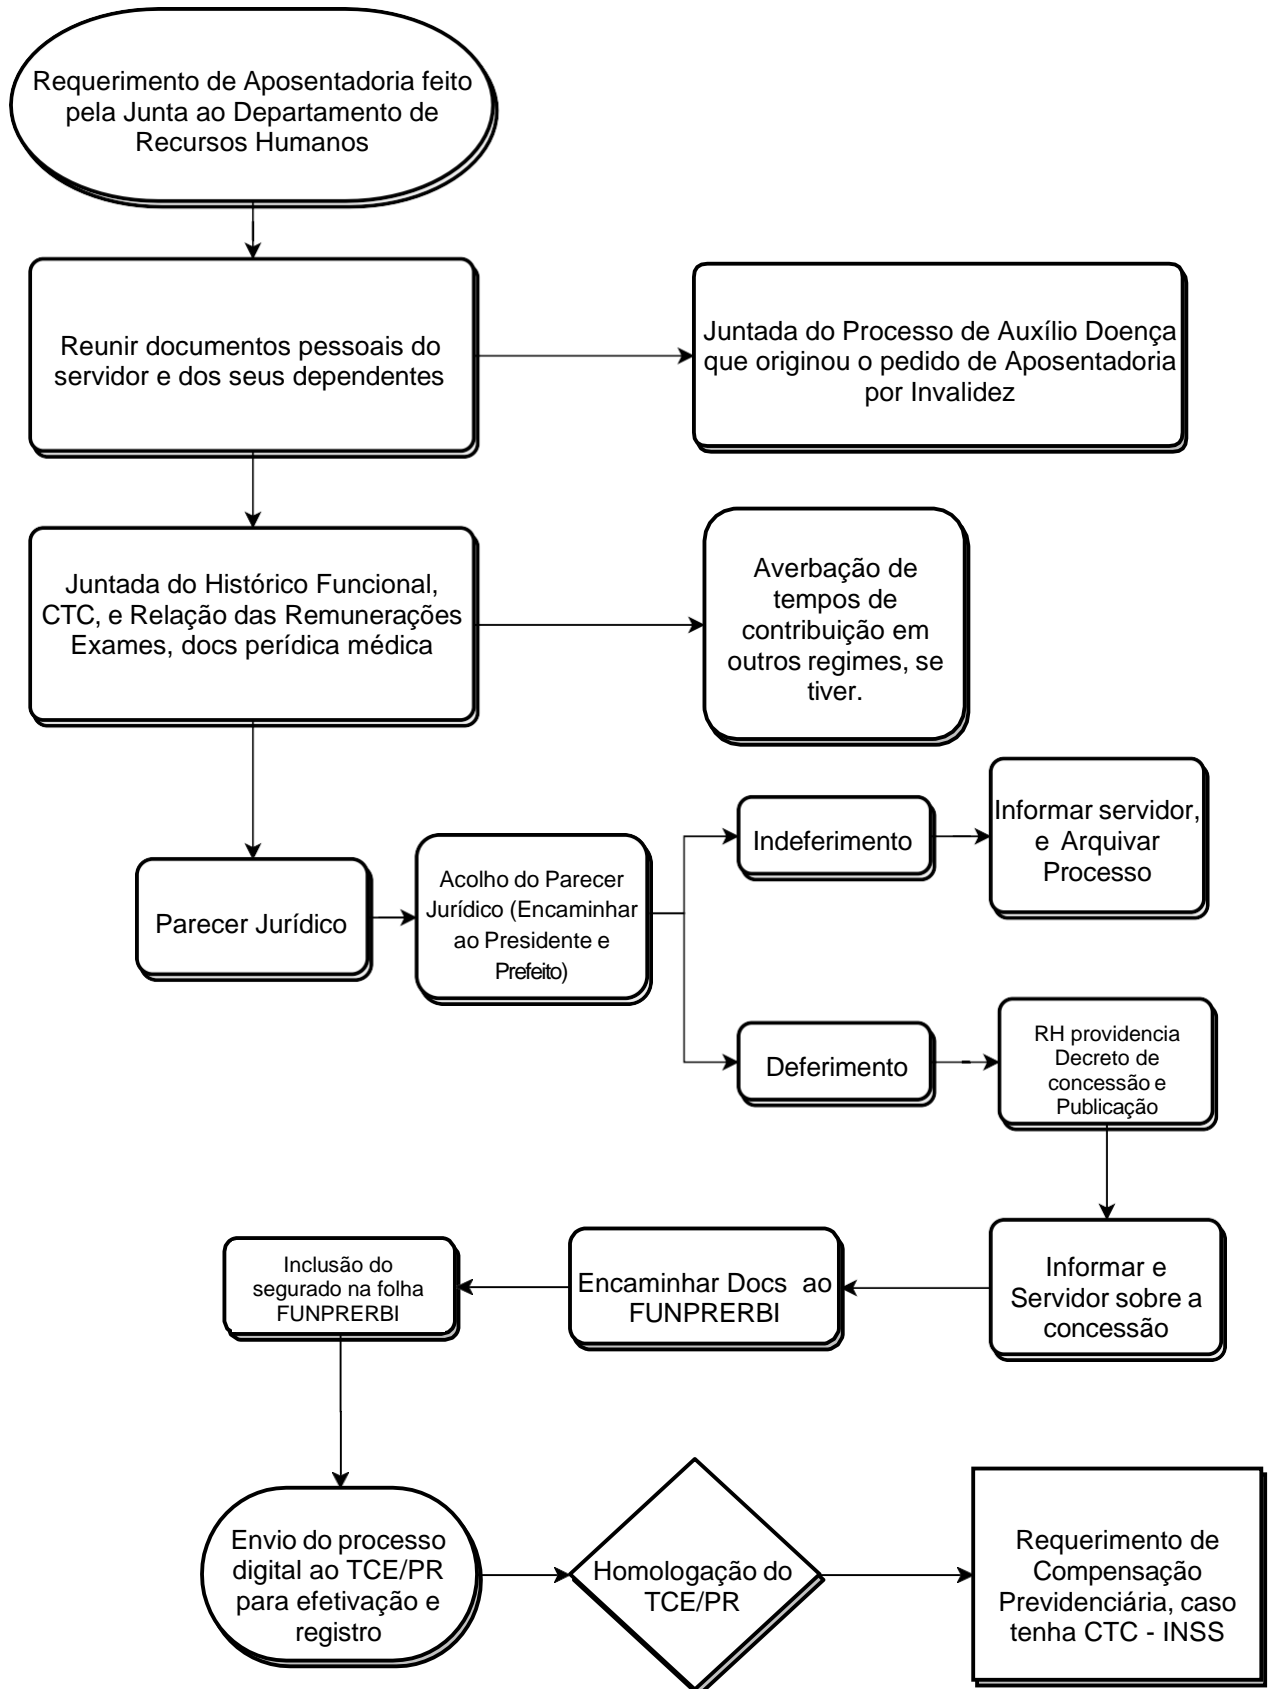 Requerimento de Aposentadoria feito
pela Junta ao Departamento de
Recursos Humanos
Reunir documentos pessoais do
servidor e dos seus dependentes
Juntada do Processo de Auxílio Doença
que originou o pedido de Aposentadoria
por Invalidez
Juntada do Histórico Funcional,
CTC, e Relação das Remunerações
Exames, docs perídica médica
Averbação de
tempos de
contribuição em
outros regimes, se
tiver.
Parecer Jurídico
Acolho do Parecer
Jurídico (Encaminhar
ao Presidente e
Prefeito)
Indeferimento
Informar servidor,
e Arquivar
Processo
Deferimento
RH providencia
Decreto de
concessão e
Publicação
Informar e
Servidor sobre a
concessão
Encaminhar Docs ao
FUNPRERBI
Inclusão do
segurado na folha
FUNPRERBI
Envio do processo
digital ao TCE/PR
para efetivação e
registro
Homologação do
TCE/PR
Requerimento de
Compensação
Previdenciária, caso
tenha CTC - INSS